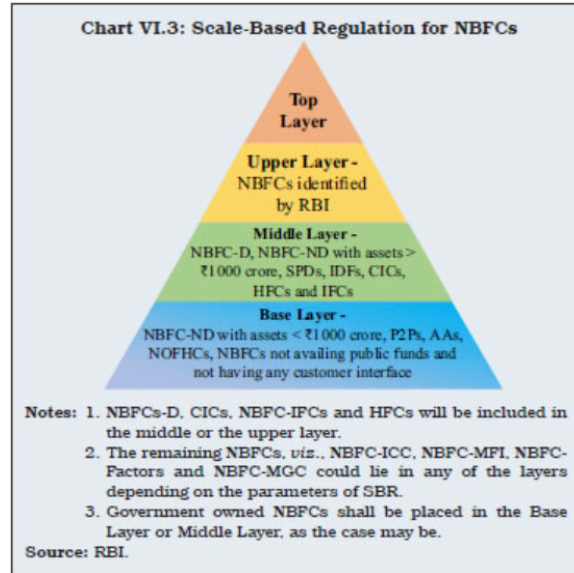 Chart VI.3: Scale-Based Regulation for NBFCs
Top
Layer
Upper Layer -
NBFCs identified
by RBI
Middle Layer -
NBFC-D, NBFC-ND with assets >
₹1000 crore, SPDs, IDFs, CICs,
HFCs and IFCs
Base Layer -
NBFC-ND with assets < ₹1000 crore, P2Ps, AAs,
NOFHCs, NBFCs not availing public funds and
not having any customer interface
Notes: 1. NBFCs-D, CICs, NBFC-IFCs and HFCs will be included in
the middle or the upper layer.
2. The remaining NBFCs, viz., NBFC-ICC, NBFC-MFI, NBFC-
Factors and NBFC-MGC could lie in any of the layers
depending on the parameters of SBR.
3. Government owned NBFCs shall be placed in the Base
Layer or Middle Layer, as the case may be.
Source: RBI.